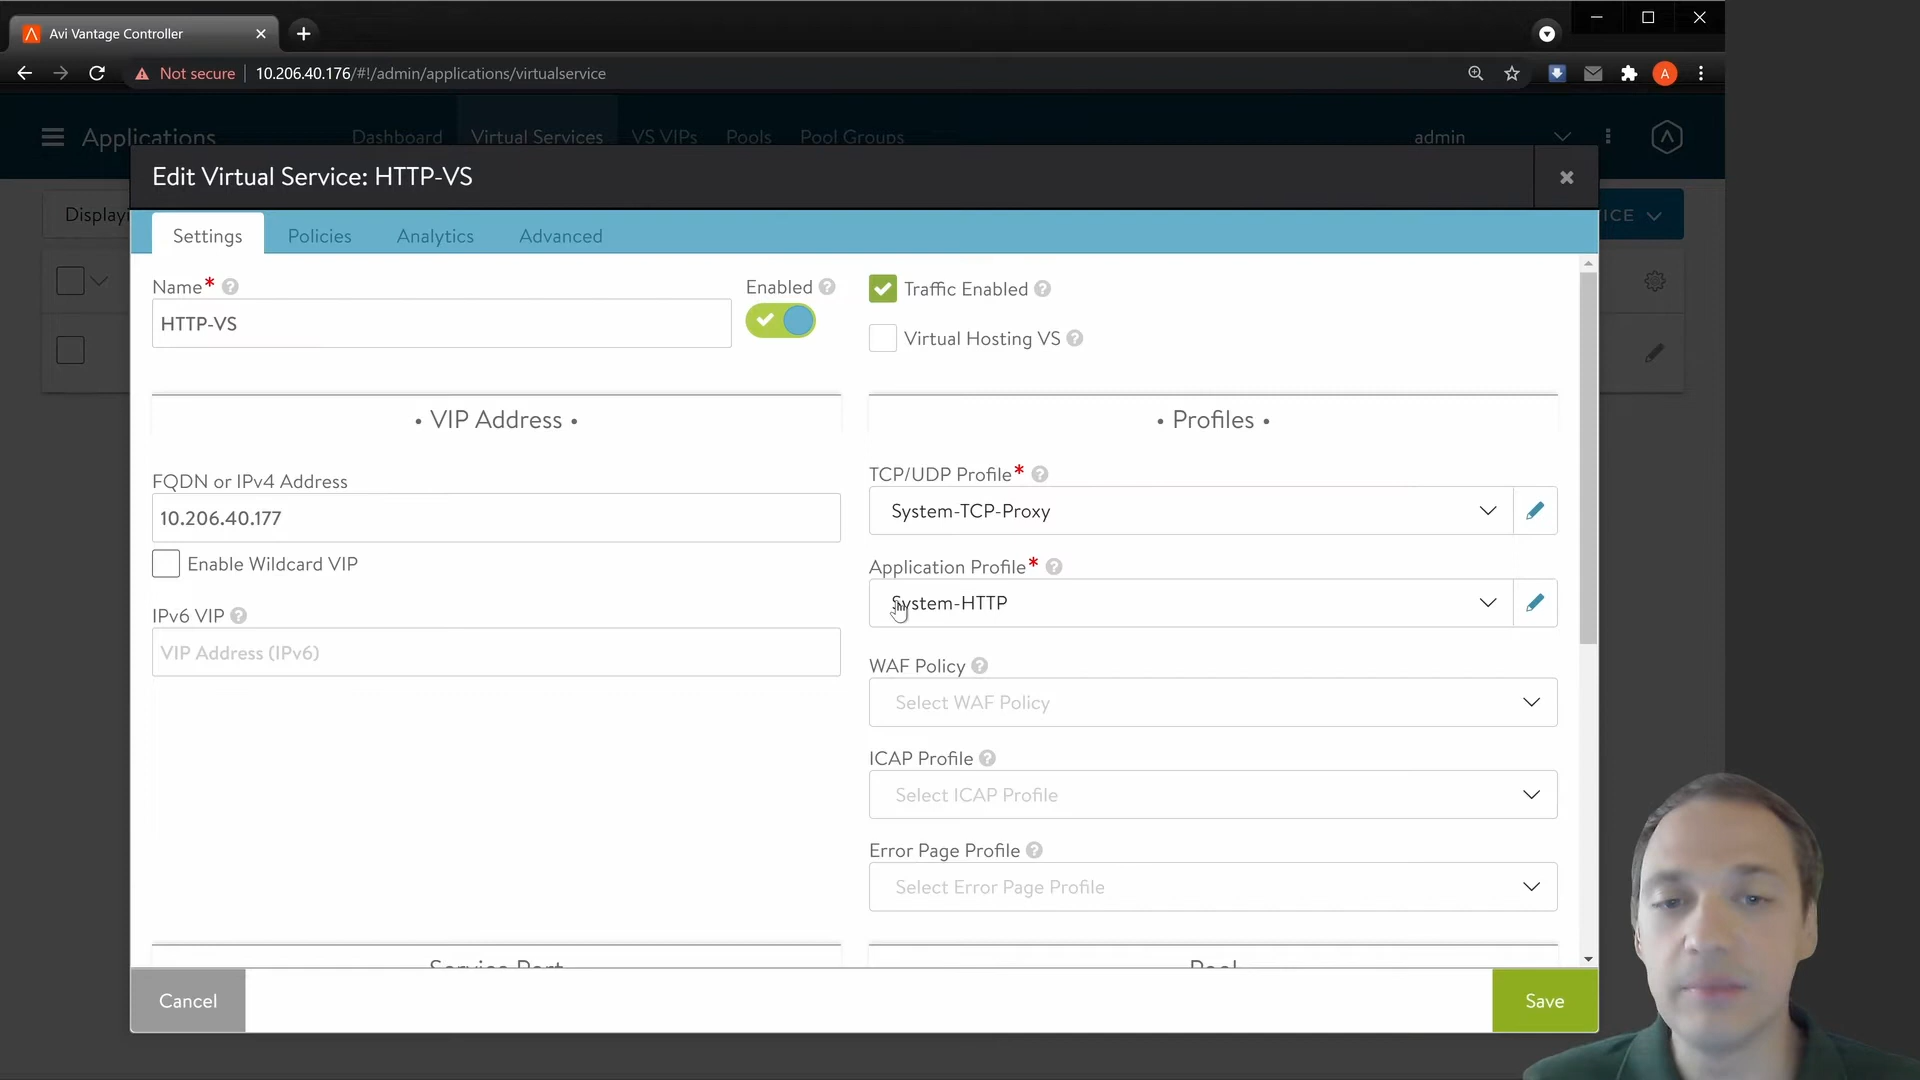 Avi Vantage Controller
Not secure
10.206.40.176/#!/admin/applications/virtualservice
A
Applications
Dashboard
Virtual Services
VS VIPs
Pools
Pool Groups
admin
Edit Virtual Service: HTTP-VS
Settings
Policies
Analytics
Advanced
Name*
HTTP-VS
Enabled
Traffic Enabled
Virtual Hosting VS
• VIP Address •
FQDN or IPv4 Address
10.206.40.177
Enable Wildcard VIP
IPv6 VIP
VIP Address (IPv6)
• Profiles •
TCP/UDP Profile*
System-TCP-Proxy
Application Profile*
System-HTTP
WAF Policy
Select WAF Policy
ICAP Profile
Select ICAP Profile
Error Page Profile
Select Error Page Profile
Service Port
Pool
Cancel
Save